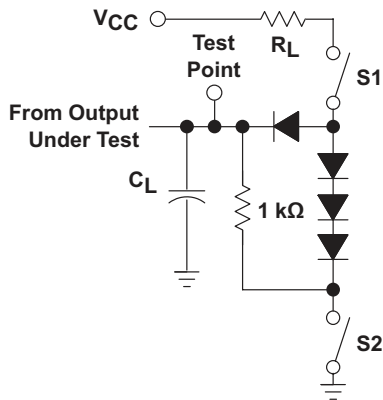 VCC
RL
Test
Point
S1
From Output
Under Test
CL
1 kΩ
S2